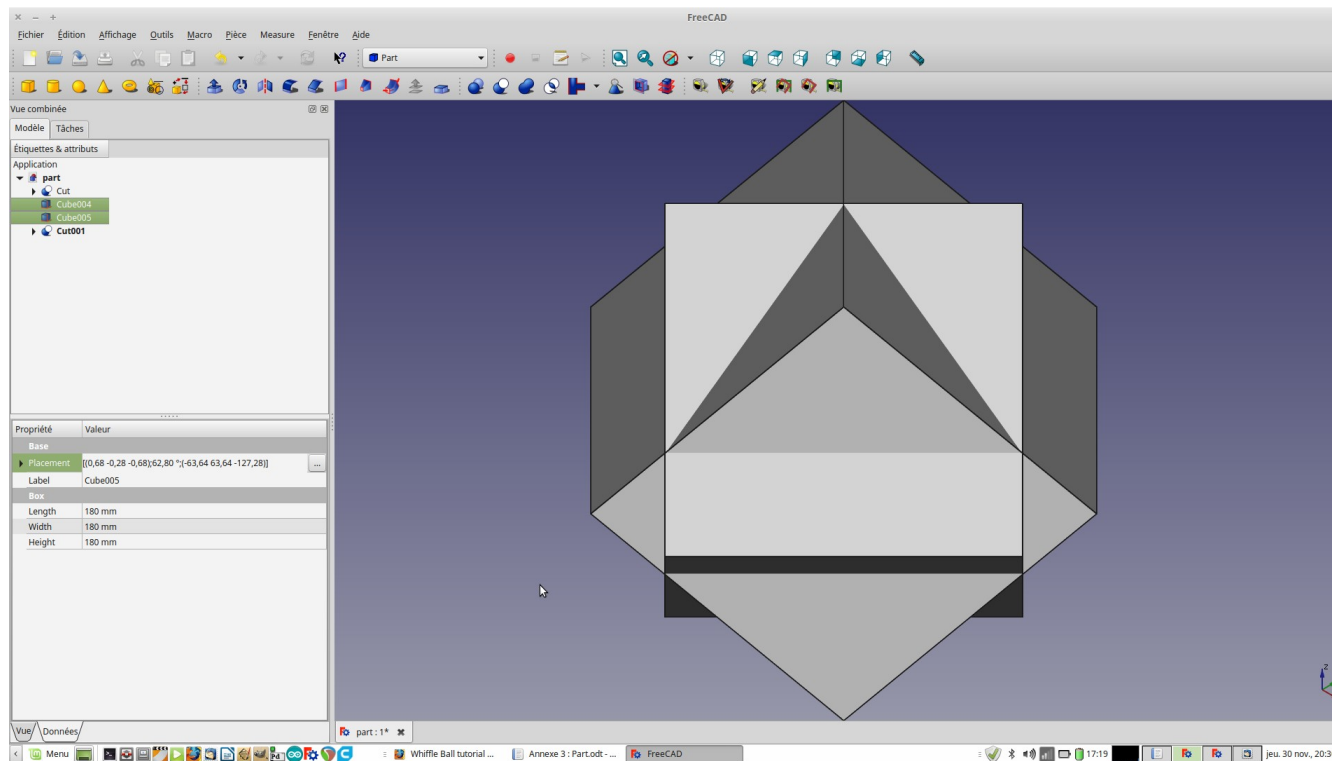 FreeCAD
Fichier Édition Affichage Outils Macro Pièce Measure Fenêtre Aide
Part
Vue combinée
Modèle Tâches
Étiquettes & attributs
Application
part
Cut
Cube004
Cube005
Cut001
Propriété Valeur
Base
Placement [(0,68 -0,28 -0,68);62,80 °;(-63,64 63,64 -127,28)] ...
Label Cube005
Box
Length 180 mm
Width 180 mm
Height 180 mm
z
Vue Données
part : 1*
Menu Whiffle Ball tutorial ... Annexe 3 : Part.odt - ... FreeCAD 17:19 jeu. 30 nov., 20:3